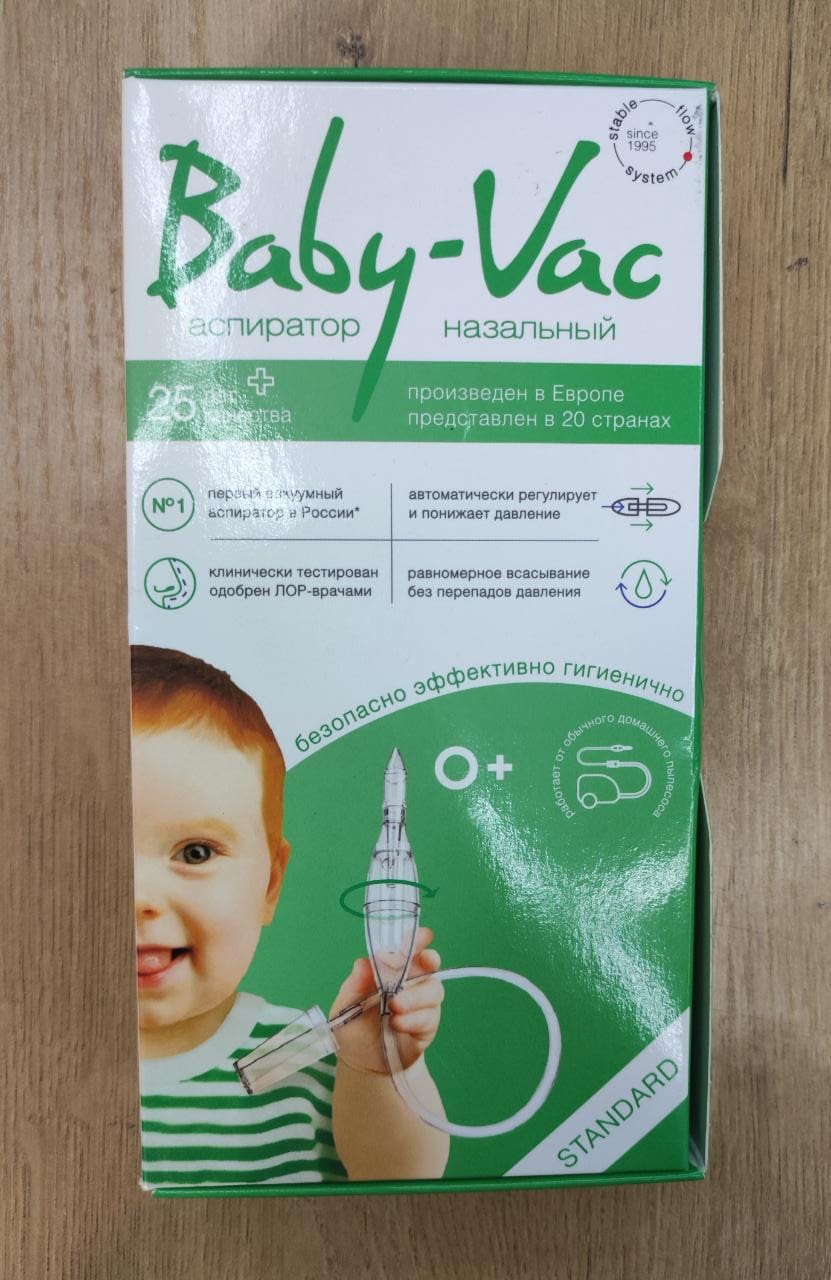 stable flow system
since
1995
Baby-Vac
аспиратор назальный
25 лет
качества
произведен в Европе
представлен в 20 странах
№1
первый вакуумный
аспиратор в России*
автоматически регулирует
и понижает давление
клинически тестирован
одобрен ЛОР-врачами
равномерное всасывание
без перепадов давления
безопасно эффективно гигиенично
0+
работает от обычного домашнего пылесоса
STANDARD